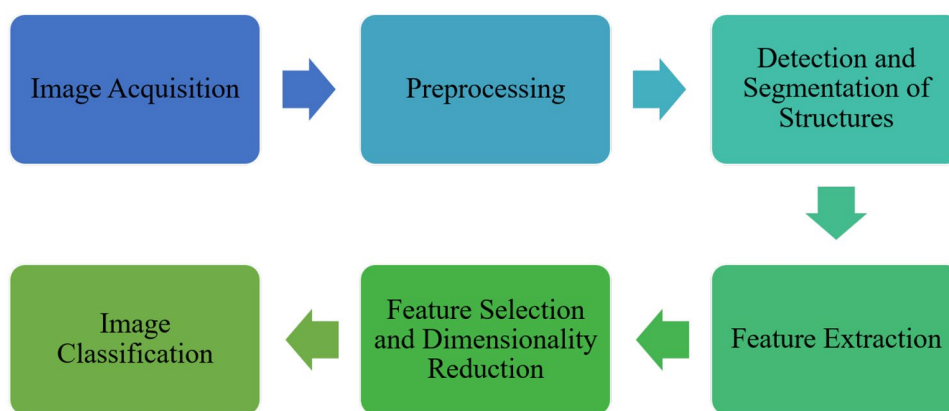 Image Acquisition
Preprocessing
Detection and
Segmentation of
Structures
Feature Extraction
Feature Selection
and Dimensionality
Reduction
Image
Classification